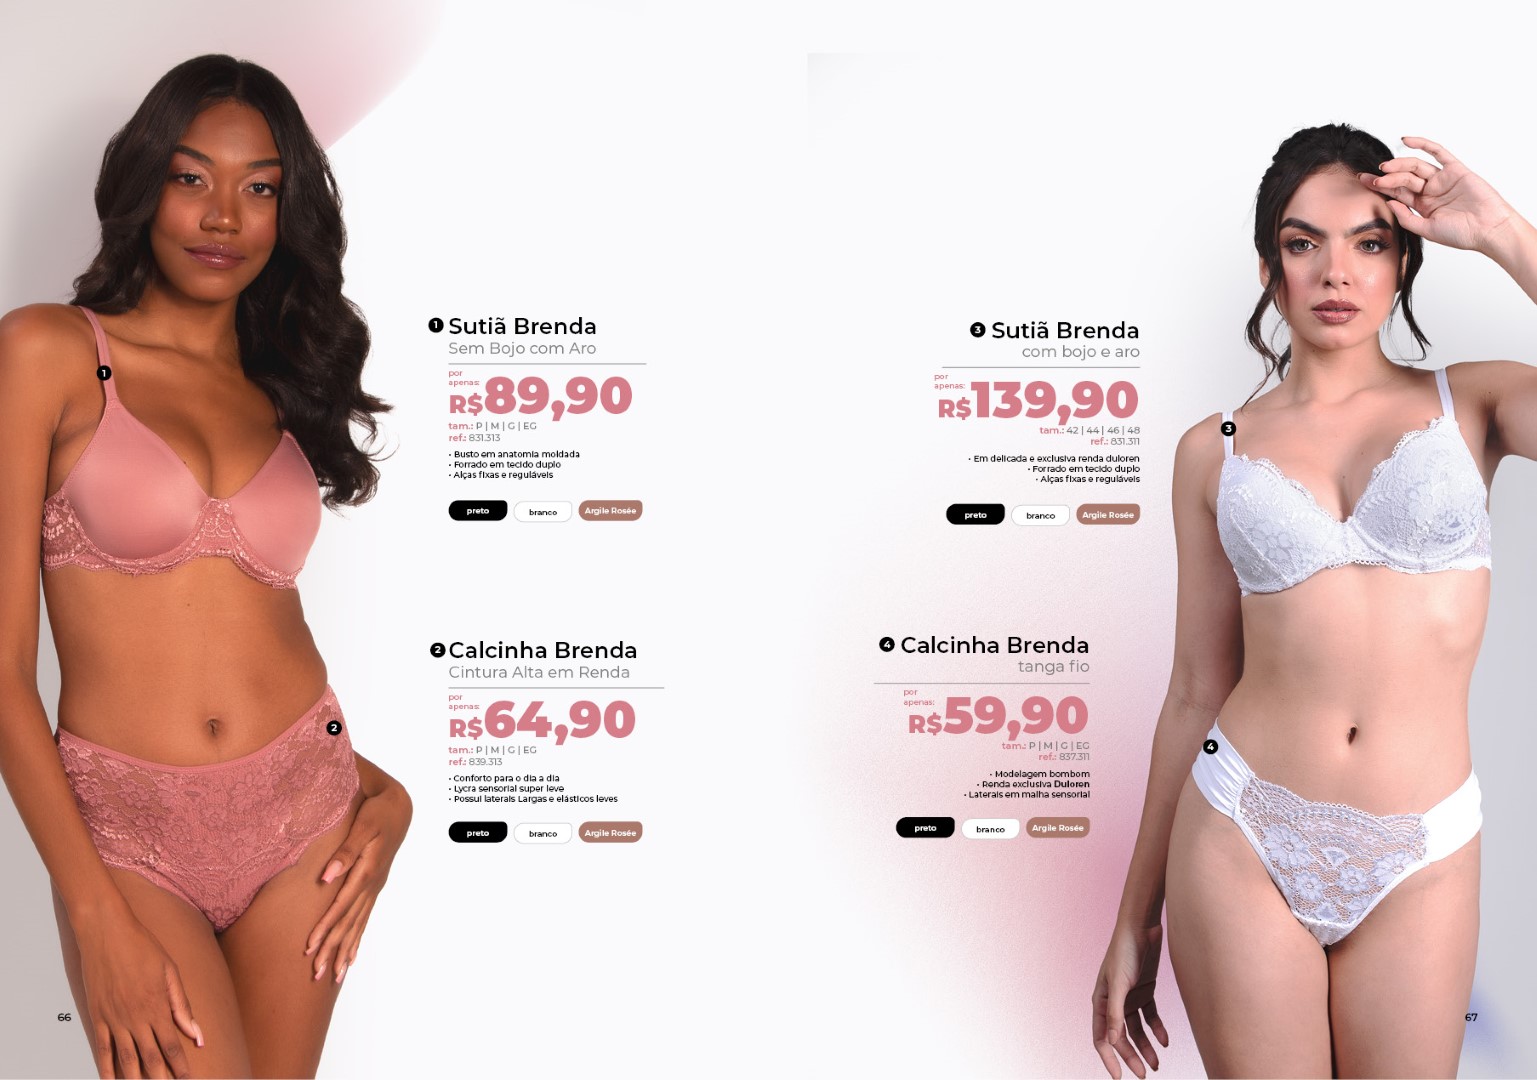 1 Sutiã Brenda
Sem Bojo com Aro
por
apenas:
R$89,90
tam.: P | M | G | EG
ref.: 831.313
• Busto em anatomia moldada
• Forrado em tecido duplo
• Alças fixas e reguláveis
preto
branco
Argile Rosée
1
2 Calcinha Brenda
Cintura Alta em Renda
por
apenas:
R$64,90
tam.: P | M | G | EG
ref.: 839.313
• Conforto para o dia a dia
• Lycra sensorial super leve
• Possui laterais Largas e elásticos leves
preto
branco
Argile Rosée
2
66
3 Sutiã Brenda
com bojo e aro
por
apenas:
R$139,90
tam.: 42 | 44 | 46 | 48
ref.: 831.311
• Em delicada e exclusiva renda duloren
• Forrado em tecido duplo
• Alças fixas e reguláveis
preto
branco
Argile Rosée
3
4 Calcinha Brenda
tanga fio
por
apenas:
R$59,90
tam.: P | M | G | EG
ref.: 837.311
• Modelagem bombom
• Renda exclusiva Duloren
• Laterais em malha sensorial
preto
branco
Argile Rosée
4
67